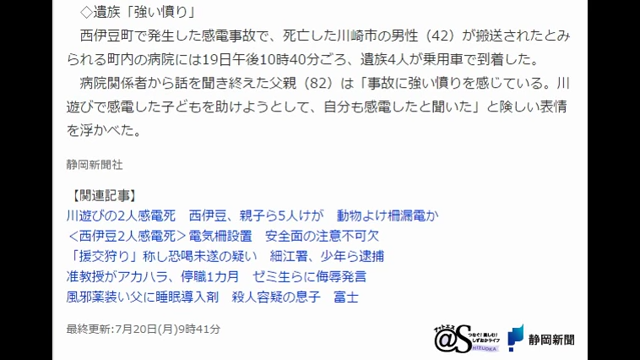 ◇遺族「強い憤り」
西伊豆町で発生した感電事故で、死亡した川崎市の男性（42）が搬送されたとみ
られる町内の病院には19日午後10時40分ごろ、遺族4人が乗用車で到着した。
病院関係者から話を聞き終えた父親（82）は「事故に強い憤りを感じている。川
遊びで感電した子どもを助けようとして、自分も感電したと聞いた」と険しい表情
を浮かべた。
静岡新聞社
【関連記事】
川遊びの2人感電死　西伊豆、親子ら5人けが　動物よけ柵漏電か
＜西伊豆2人感電死＞電気柵設置　安全面の注意不可欠
「援交狩り」称し恐喝未遂の疑い　細江署、少年ら逮捕
准教授がアカハラ、停職1カ月　ゼミ生らに侮辱発言
風邪薬装い父に睡眠導入剤　殺人容疑の息子　富士
最終更新:7月20日(月)9時41分
@S
静岡新聞